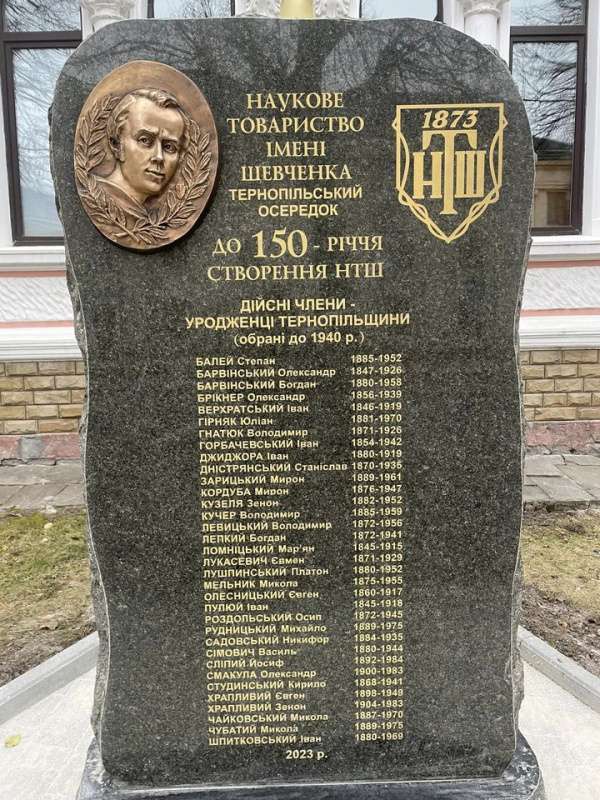 НАУКОВЕ
ТОВАРИСТВО
ІМЕНІ
ШЕВЧЕНКА
ТЕРНОПІЛЬСЬКИЙ
ОСЕРЕДОК
1873
НТШ
ДО 150-РІЧЧЯ
СТВОРЕННЯ НТШ
ДІЙСНІ ЧЛЕНИ -
УРОДЖЕНЦІ ТЕРНОПІЛЬЩИНИ
(обрані до 1940 р.)
БАЛЕЙ Степан 1885-1952
БАРВІНСЬКИЙ Олександр 1847-1926
БАРВІНСЬКИЙ Богдан 1880-1958
БРІКНЕР Олександр 1856-1939
ВЕРХРАТСЬКИЙ Іван 1846-1919
ГІРНЯК Юліан 1881-1970
ГНАТЮК Володимир 1871-1926
ГОРБАЧЕВСЬКИЙ Іван 1854-1942
ДЖИДЖОРА Іван 1880-1919
ДНІСТРЯНСЬКИЙ Станіслав 1870-1935
ЗАРИЦЬКИЙ Мирон 1889-1961
КОРДУБА Мирон 1876-1947
КУЗЕЛЯ Зенон 1882-1952
КУЧЕР Володимир 1885-1959
ЛЕВИЦЬКИЙ Володимир 1872-1956
ЛЕПКИЙ Богдан 1872-1941
ЛОМНІЦЬКИЙ Мар'ян 1845-1915
ЛУКАСЕВИЧ Євмен 1871-1929
ЛУШПИНСЬКИЙ Платон 1880-1952
МЕЛЬНИК Микола 1875-1955
ОЛЕСНИЦЬКИЙ Євген 1860-1917
ПУЛЮЙ Іван 1845-1918
РОЗДОЛЬСЬКИЙ Осип 1872-1945
РУДНИЦЬКИЙ Михайло 1889-1975
САДОВСЬКИЙ Никифор 1884-1935
СІМОВИЧ Василь 1880-1944
СЛІПИЙ Йосиф 1892-1984
СМАКУЛА Олександр 1900-1983
СТУДИНСЬКИЙ Кирило 1868-1941
ХРАПЛИВИЙ Євген 1898-1949
ХРАПЛИВИЙ Зенон 1904-1983
ЧАЙКОВСЬКИЙ Микола 1887-1970
ЧУБАТИЙ Микола 1889-1975
ШПИТКОВСЬКИЙ Іван 1880-1969
2023 р.